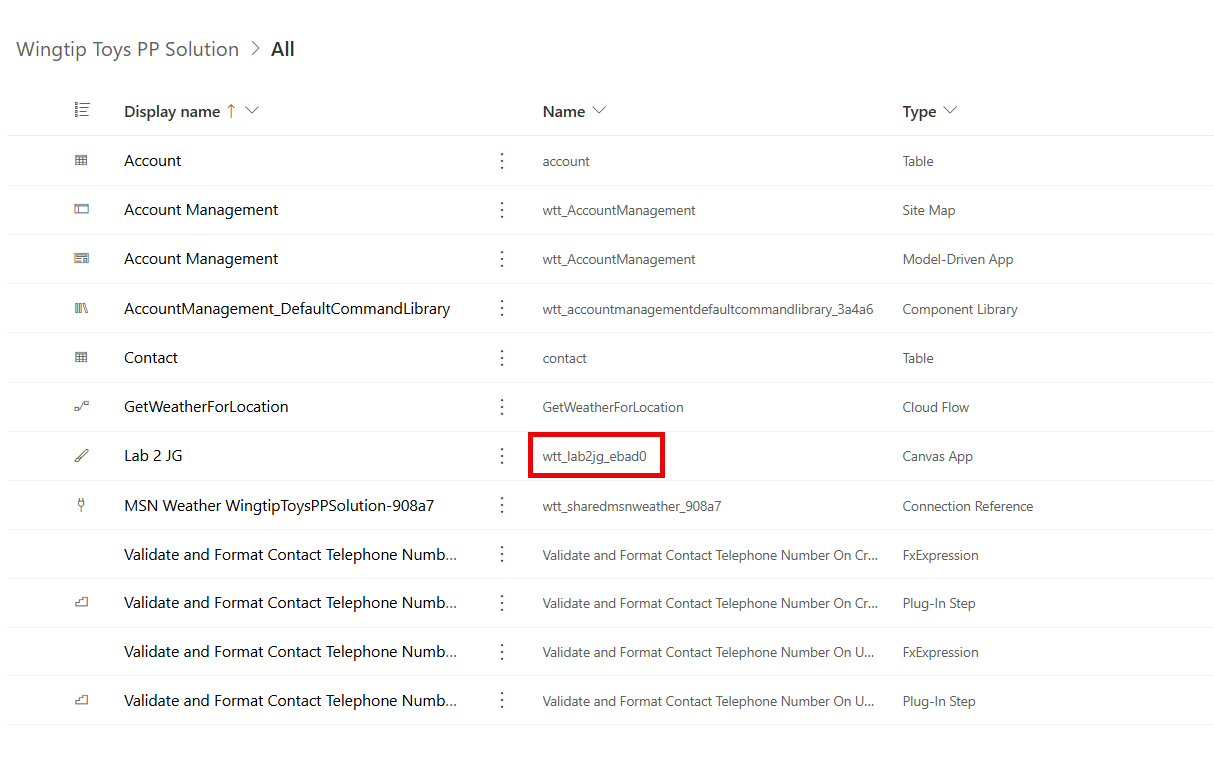 Wingtip Toys PP Solution > All
Display name ↑ Name Type
Account account Table
Account Management wtt_AccountManagement Site Map
Account Management wtt_AccountManagement Model-Driven App
AccountManagement_DefaultCommandLibrary wtt_accountmanagementdefaultcommandlibrary_3a4a6 Component Library
Contact contact Table
GetWeatherForLocation GetWeatherForLocation Cloud Flow
Lab 2 JG wtt_lab2jg_ebad0 Canvas App
MSN Weather WingtipToysPPSolution-908a7 wtt_sharedmsnweather_908a7 Connection Reference
Validate and Format Contact Telephone Numb... Validate and Format Contact Telephone Number On Cr... FxExpression
Validate and Format Contact Telephone Numb... Validate and Format Contact Telephone Number On Cr... Plug-In Step
Validate and Format Contact Telephone Numb... Validate and Format Contact Telephone Number On U... FxExpression
Validate and Format Contact Telephone Numb... Validate and Format Contact Telephone Number On U... Plug-In Step